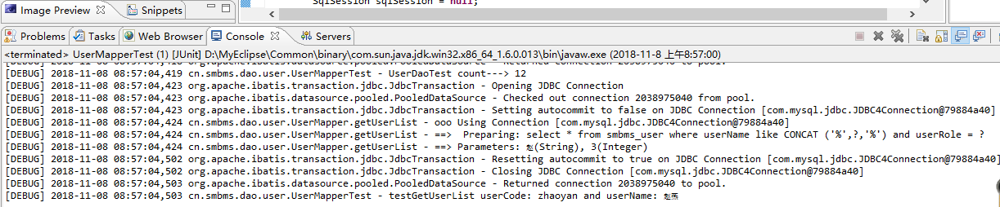 SqlSession sqlSession = null;
Image Preview Snippets
Problems Tasks Web Browser Console Servers
<terminated> UserMapperTest (1) [JUnit] D:\MyEclipse\Common\binary\com.sun.java.jdk.win32.x86_64_1.6.0.013\bin\javaw.exe (2018-11-8 上午8:57:00)
[DEBUG] 2018-11-08 08:57:04,418 org.apache.ibatis.datasource.pooled.PooledDataSource - Returned connection 2038975040 to pool.
[DEBUG] 2018-11-08 08:57:04,419 cn.smbms.dao.user.UserMapperTest - UserDaoTest count---> 12
[DEBUG] 2018-11-08 08:57:04,423 org.apache.ibatis.transaction.jdbc.JdbcTransaction - Opening JDBC Connection
[DEBUG] 2018-11-08 08:57:04,423 org.apache.ibatis.datasource.pooled.PooledDataSource - Checked out connection 2038975040 from pool.
[DEBUG] 2018-11-08 08:57:04,423 org.apache.ibatis.transaction.jdbc.JdbcTransaction - Setting autocommit to false on JDBC Connection [com.mysql.jdbc.JDBC4Connection@79884a40]
[DEBUG] 2018-11-08 08:57:04,424 cn.smbms.dao.user.UserMapper.getUserList - ooo Using Connection [com.mysql.jdbc.JDBC4Connection@79884a40]
[DEBUG] 2018-11-08 08:57:04,424 cn.smbms.dao.user.UserMapper.getUserList - ==>  Preparing: select * from smbms_user where userName like CONCAT ('%',?,'%') and userRole = ?
[DEBUG] 2018-11-08 08:57:04,424 cn.smbms.dao.user.UserMapper.getUserList - ==> Parameters: 赵(String), 3(Integer)
[DEBUG] 2018-11-08 08:57:04,502 org.apache.ibatis.transaction.jdbc.JdbcTransaction - Resetting autocommit to true on JDBC Connection [com.mysql.jdbc.JDBC4Connection@79884a40]
[DEBUG] 2018-11-08 08:57:04,502 org.apache.ibatis.transaction.jdbc.JdbcTransaction - Closing JDBC Connection [com.mysql.jdbc.JDBC4Connection@79884a40]
[DEBUG] 2018-11-08 08:57:04,503 org.apache.ibatis.datasource.pooled.PooledDataSource - Returned connection 2038975040 to pool.
[DEBUG] 2018-11-08 08:57:04,503 cn.smbms.dao.user.UserMapperTest - testGetUserList userCode: zhaoyan and userName: 赵燕